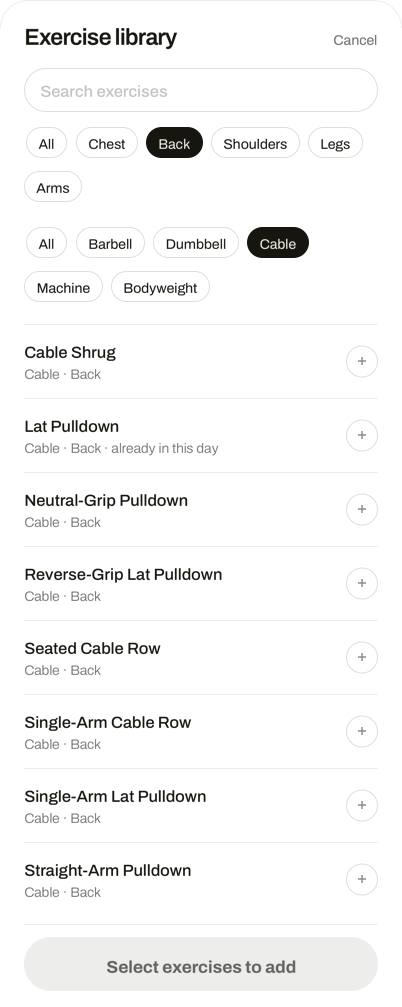 Exercise library
Cancel
Search exercises
All Chest Back Shoulders Legs
Arms
All Barbell Dumbbell Cable
Machine Bodyweight
Cable Shrug
Cable · Back
+
Lat Pulldown
Cable · Back · already in this day
+
Neutral-Grip Pulldown
Cable · Back
+
Reverse-Grip Lat Pulldown
Cable · Back
+
Seated Cable Row
Cable · Back
+
Single-Arm Cable Row
Cable · Back
+
Single-Arm Lat Pulldown
Cable · Back
+
Straight-Arm Pulldown
Cable · Back
+
Select exercises to add